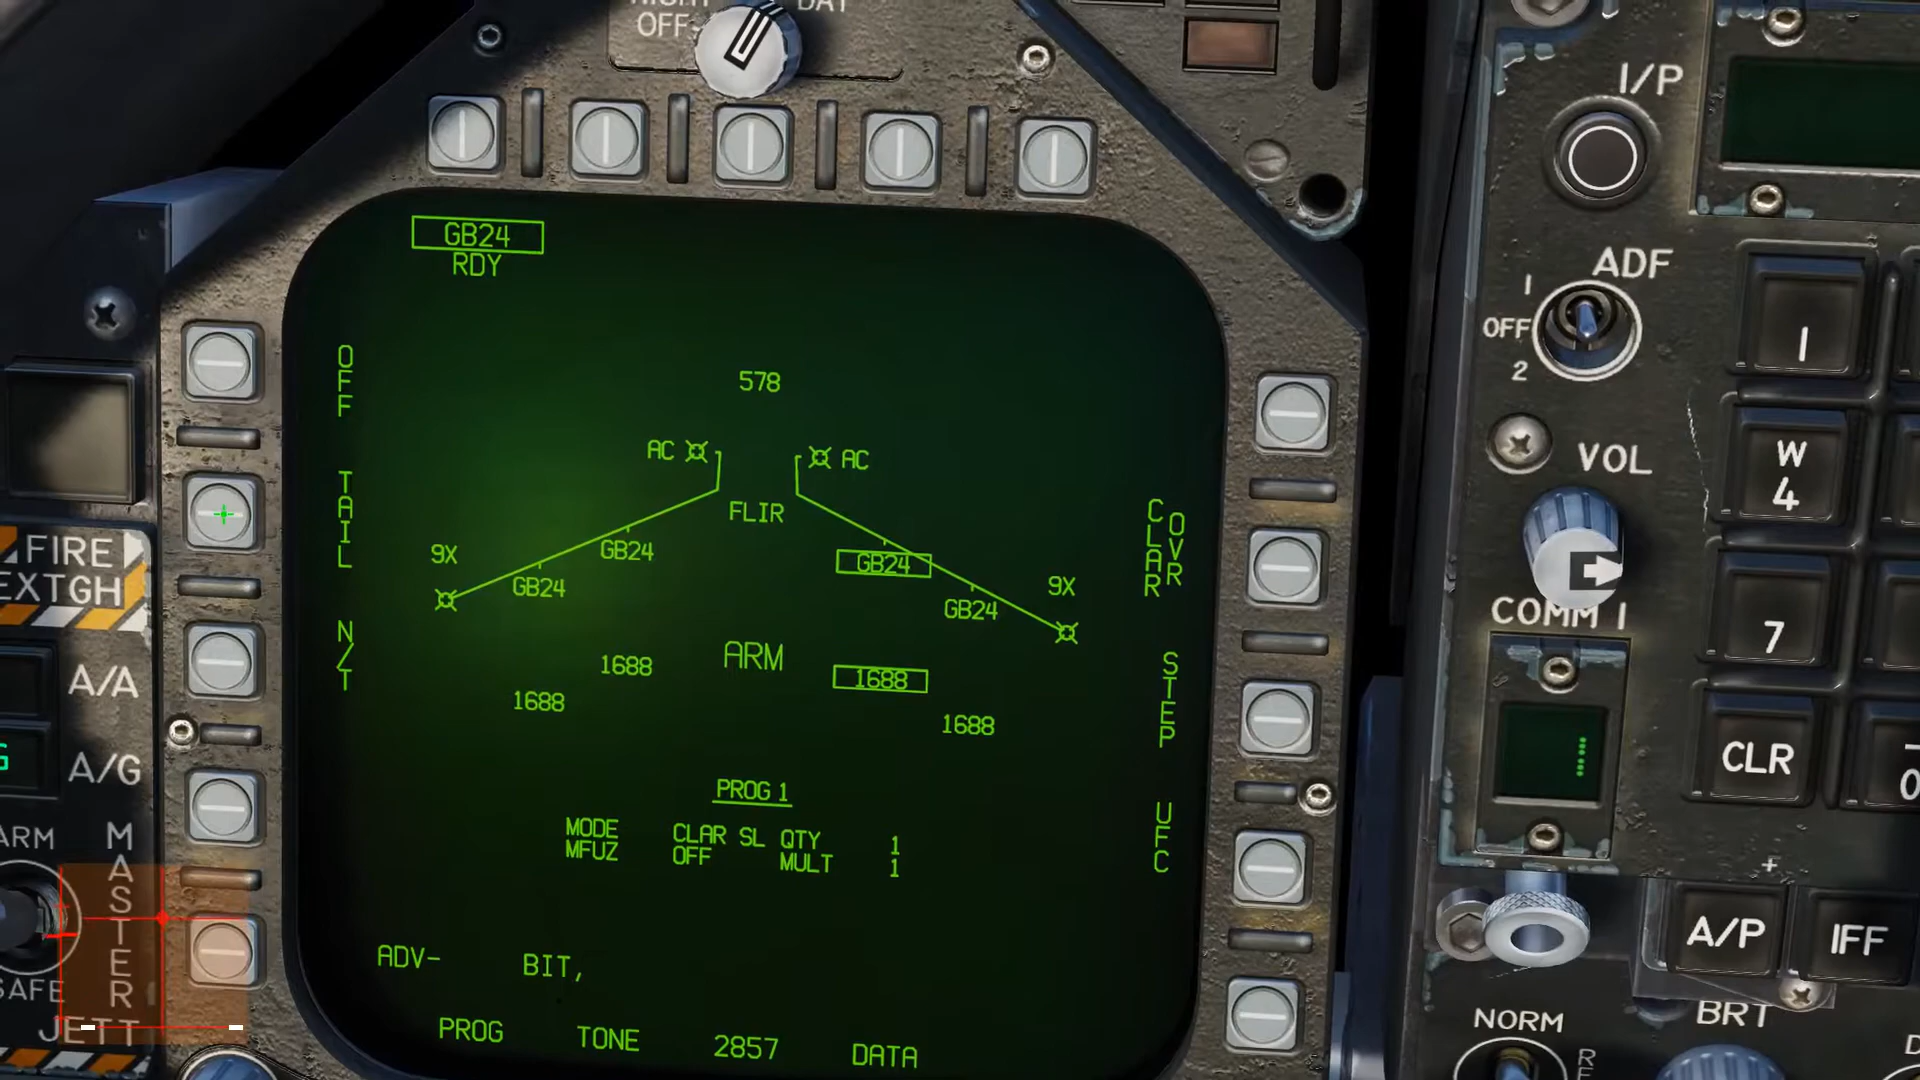 OFF
DAY
I/P
GB24
RDY
ADF
1
OFF
2
1
OFF
578
AC
AC
VOL
W
4
TAIL
FLIR
CLAR
OVR
9X
GB24
GB24
9X
FIRE
EXTGH
GB24
GB24
COMM 1
7
N/T
ARM
STEP
1688
1688
1688
1688
A/A
A/G
CLR
0
PROG 1
UFC
MODE
CLAR SL
QTY
1
MFUZ
OFF
MULT
1
ARM
MASTER
SAFE
A/P
IFF
ADV-
BIT,
JETT
NORM
BRT
PROG
TONE
2857
DATA